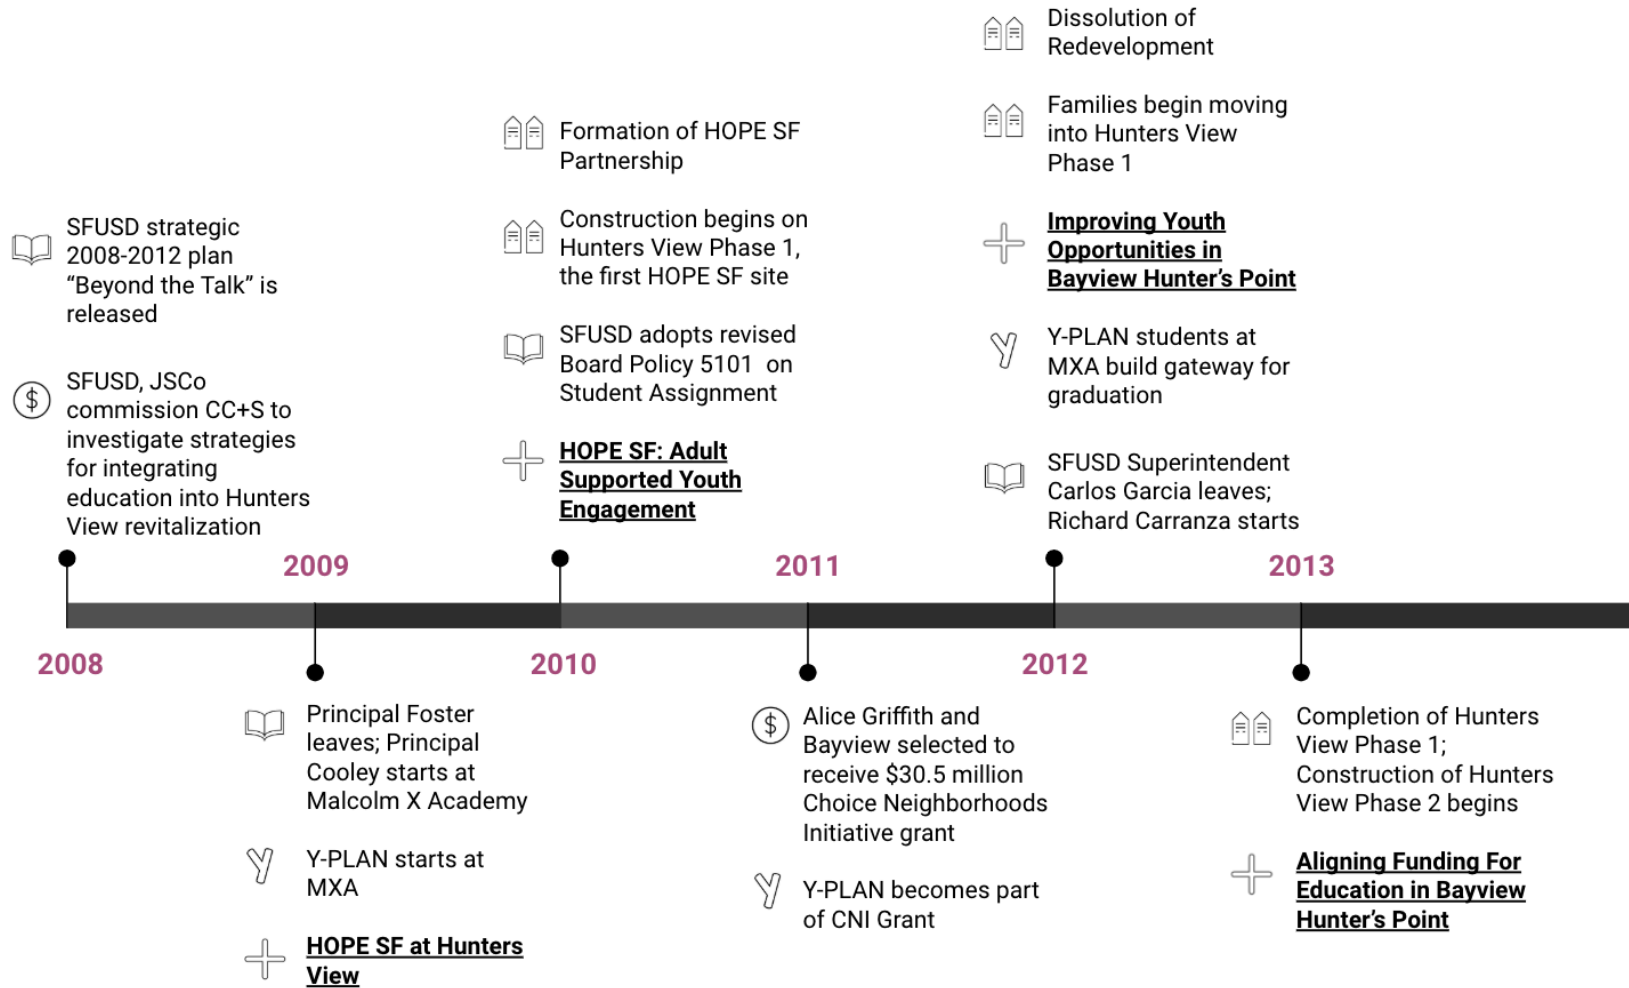 SFUSD strategic
2008-2012 plan
“Beyond the Talk” is
released
SFUSD, JSCo
commission CC+S to
investigate strategies
for integrating
education into Hunters
View revitalization
2008
2009
Principal Foster
leaves; Principal
Cooley starts at
Malcolm X Academy
Y-PLAN starts at
MXA
HOPE SF at Hunters
View
Formation of HOPE SF
Partnership
Construction begins on
Hunters View Phase 1,
the first HOPE SF site
SFUSD adopts revised
Board Policy 5101 on
Student Assignment
HOPE SF: Adult
Supported Youth
Engagement
2010
2011
Alice Griffith and
Bayview selected to
receive $30.5 million
Choice Neighborhoods
Initiative grant
Y-PLAN becomes part
of CNI Grant
Dissolution of
Redevelopment
Families begin moving
into Hunters View
Phase 1
Improving Youth
Opportunities in
Bayview Hunter’s Point
Y-PLAN students at
MXA build gateway for
graduation
SFUSD Superintendent
Carlos Garcia leaves;
Richard Carranza starts
2012
2013
Completion of Hunters
View Phase 1;
Construction of Hunters
View Phase 2 begins
Aligning Funding For
Education in Bayview
Hunter’s Point